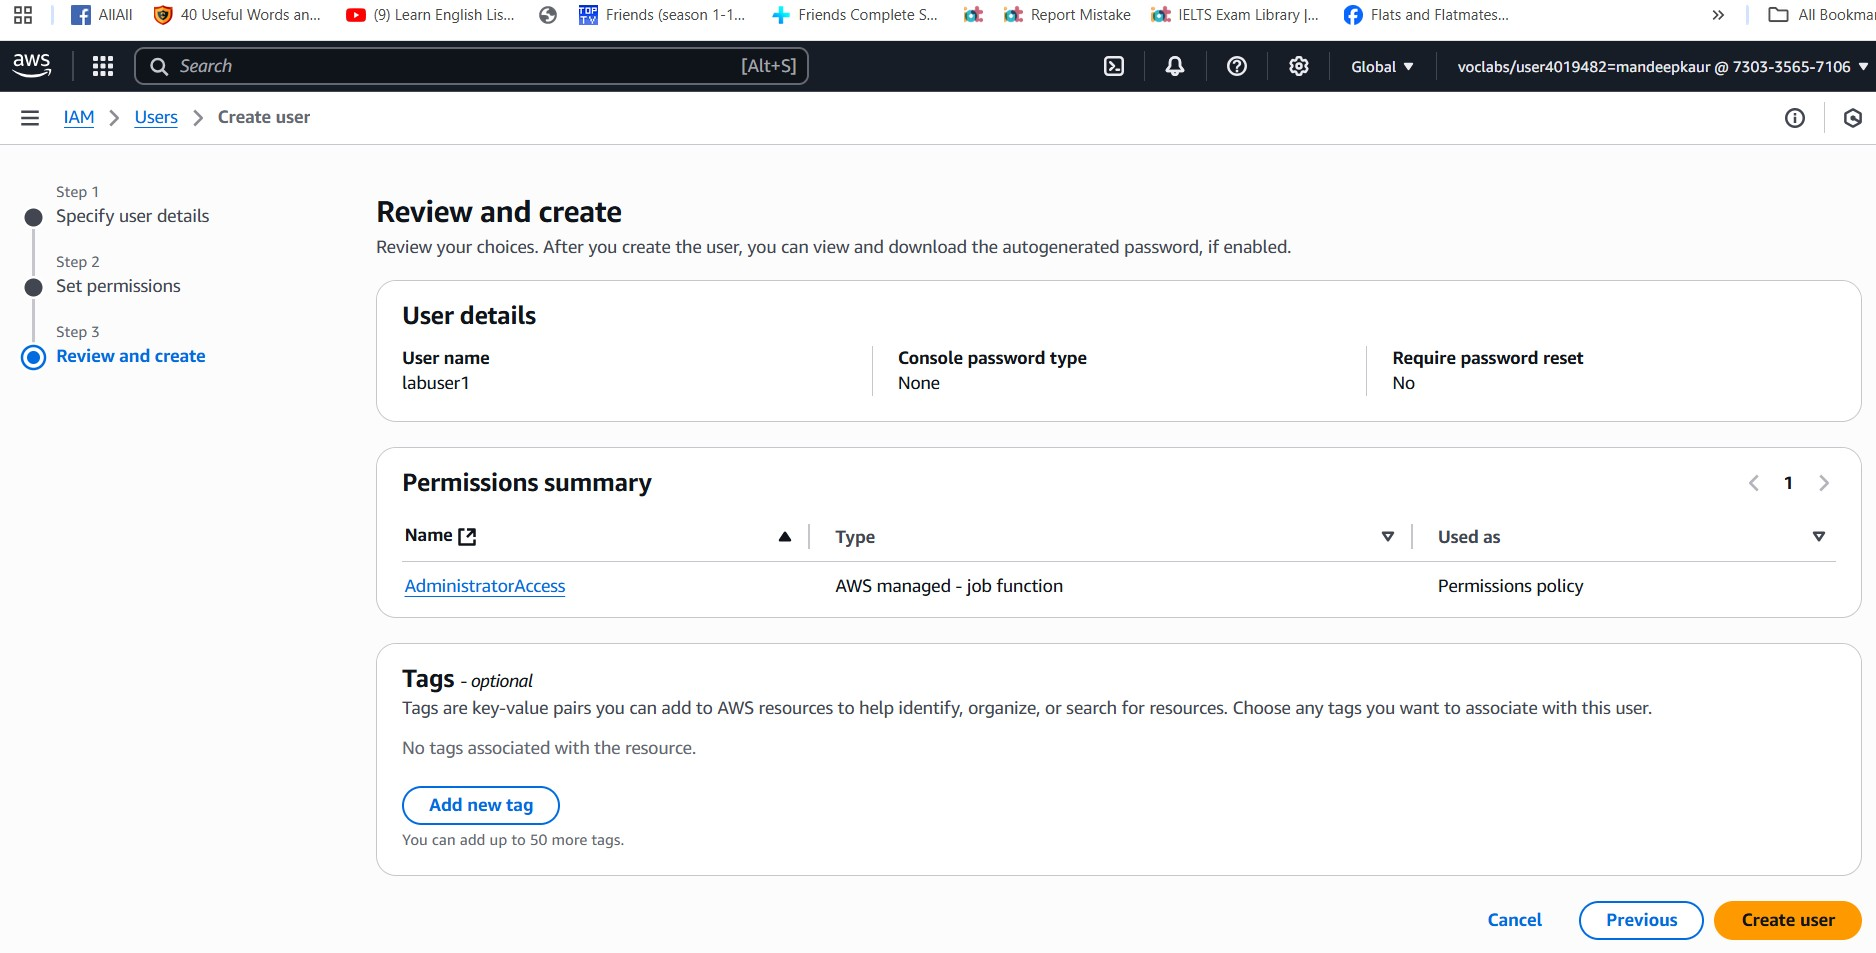 AllAll
40 Useful Words an...
(9) Learn English Lis...
TOP TV
Friends (season 1-1...
Friends Complete S...
Report Mistake
IELTS Exam Library |...
Flats and Flatmates...
All Bookmar
aws
Search
[Alt+S]
Global
voclabs/user4019482=mandeepkaur @ 7303-3565-7106
IAM
Users
Create user
Step 1
Specify user details
Step 2
Set permissions
Step 3
Review and create
Review and create
Review your choices. After you create the user, you can view and download the autogenerated password, if enabled.
User details
User name
labuser1
Console password type
None
Require password reset
No
Permissions summary
1
Name
Type
Used as
AdministratorAccess
AWS managed - job function
Permissions policy
Tags - optional
Tags are key-value pairs you can add to AWS resources to help identify, organize, or search for resources. Choose any tags you want to associate with this user.
No tags associated with the resource.
Add new tag
You can add up to 50 more tags.
Cancel
Previous
Create user